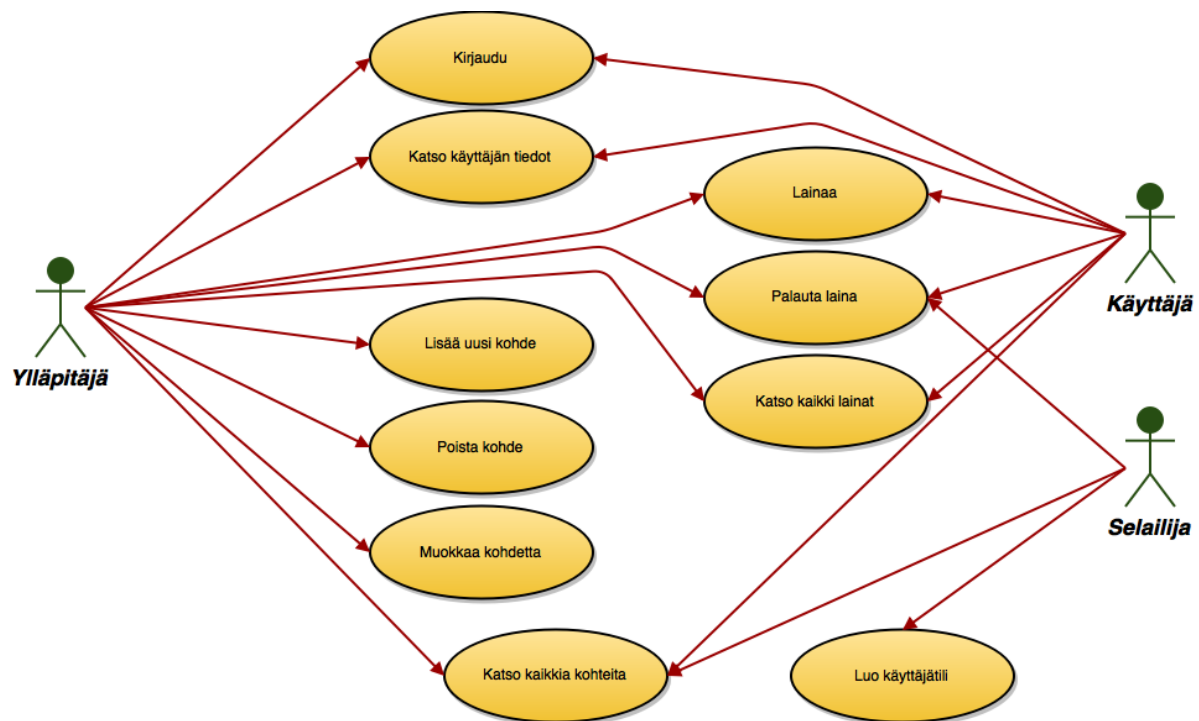 Kirjaudu
Katso käyttäjän tiedot
Lainaa
Palauta laina
Käyttäjä
Ylläpitäjä
Lisää uusi kohde
Katso kaikki lainat
Poista kohde
Selailija
Muokkaa kohdetta
Katso kaikkia kohteita
Luo käyttäjätili